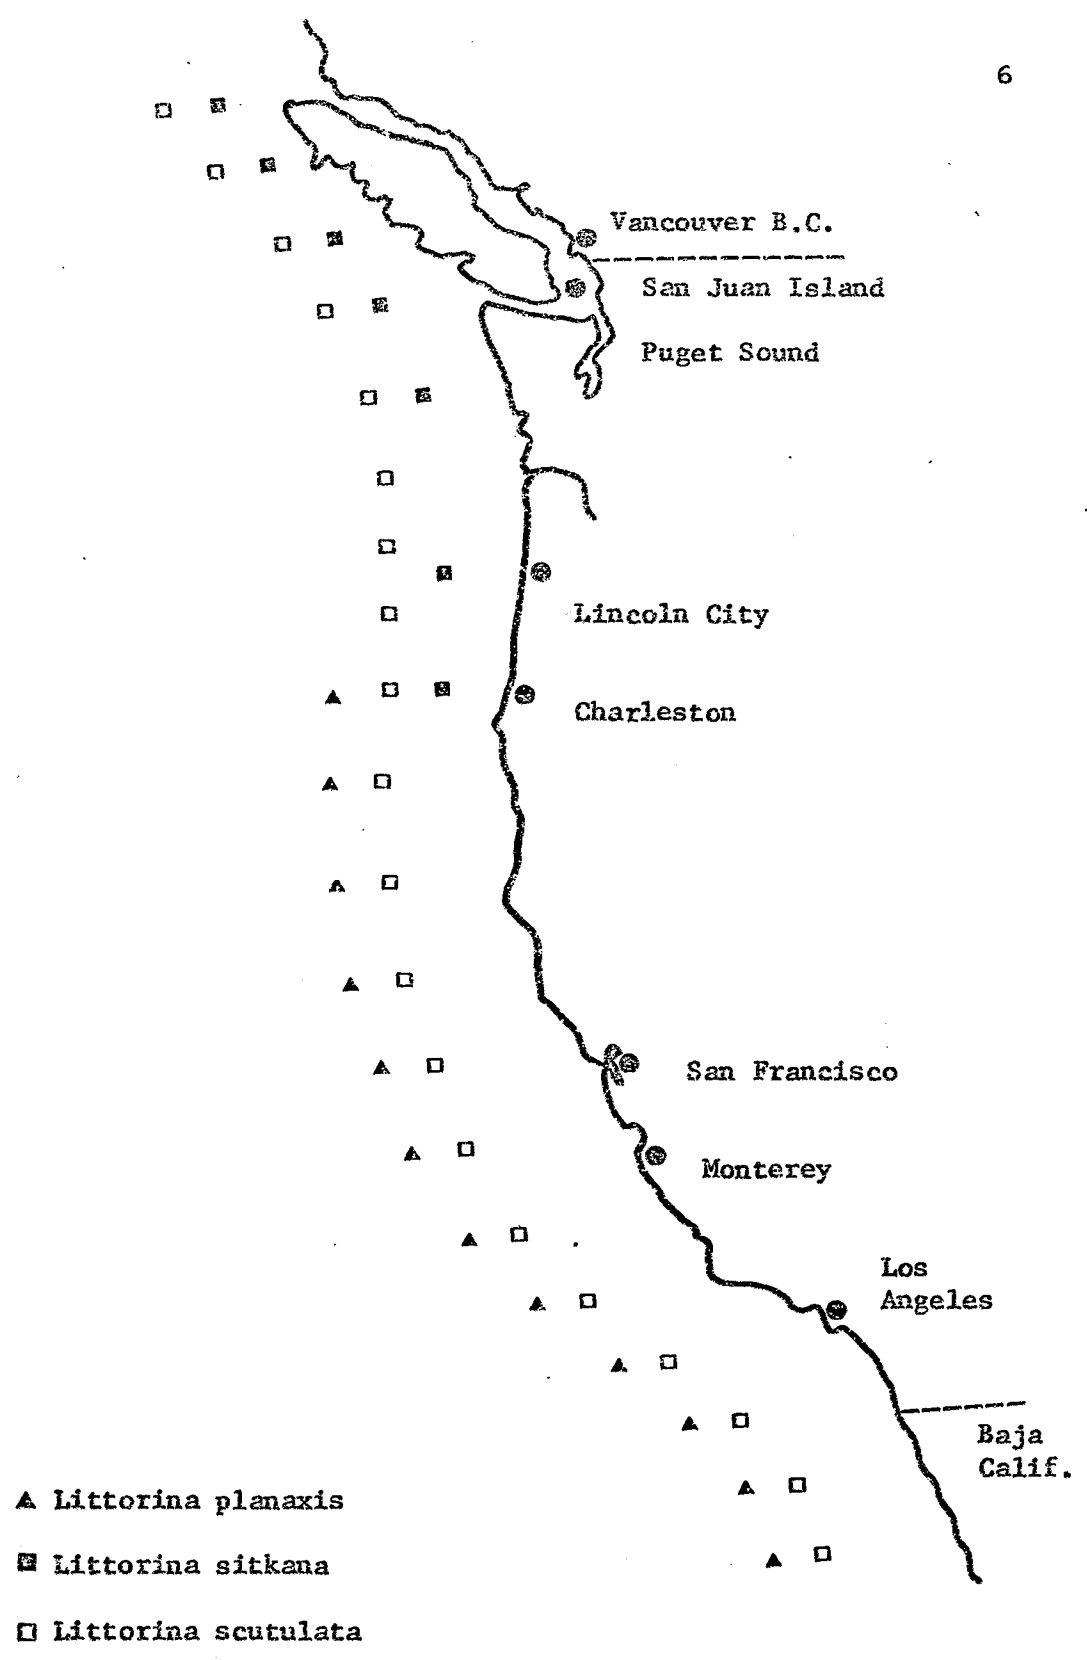 6
Vancouver B.C.
San Juan Island
Puget Sound
Lincoln City
Charleston
San Francisco
Monterey
Los
Angeles
Baja
Calif.
Littorina planaxis
Littorina sitkana
Littorina scutulata